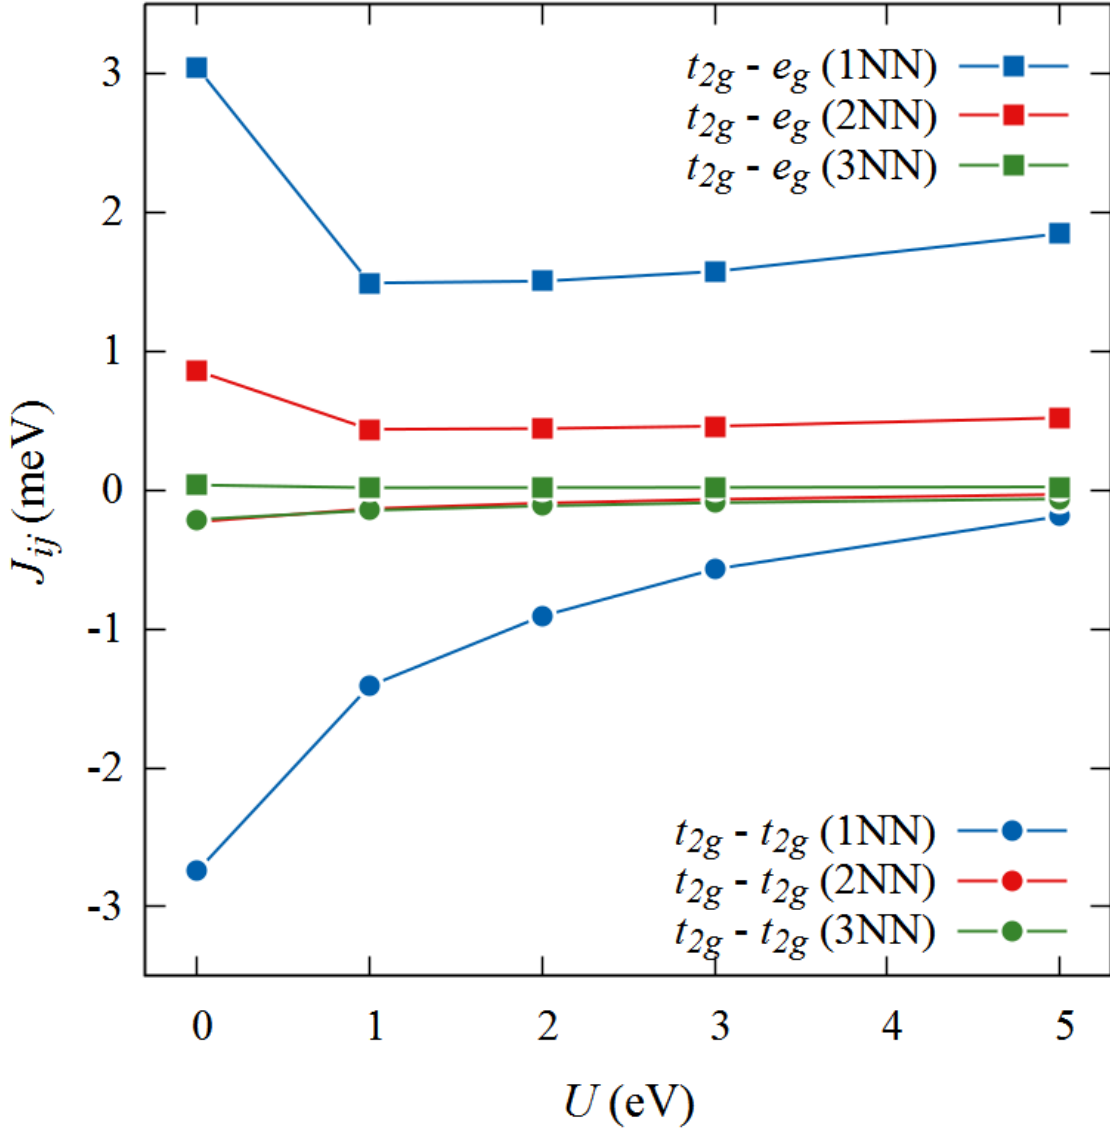 t2g - eg (1NN)
t2g - eg (2NN)
t2g - eg (3NN)
3
2
1
0
-1
-2
-3
Jij (meV)
t2g - t2g (1NN)
t2g - t2g (2NN)
t2g - t2g (3NN)
0 1 2 3 4 5
U (eV)